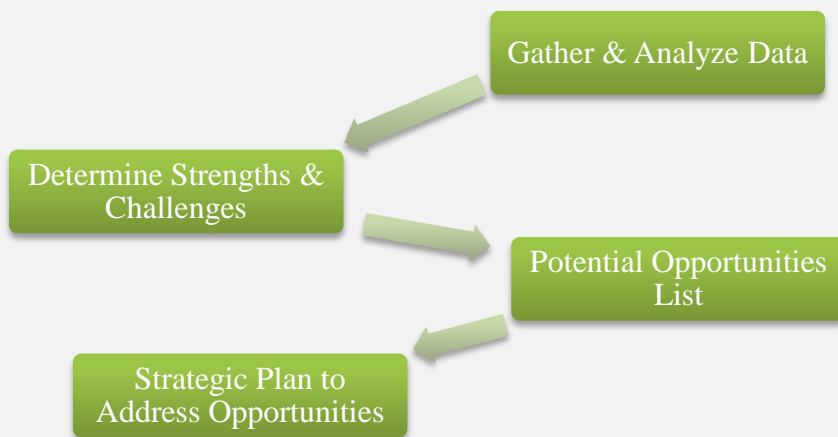 Gather & Analyze Data
Determine Strengths &
Challenges
Potential Opportunities
List
Strategic Plan to
Address Opportunities